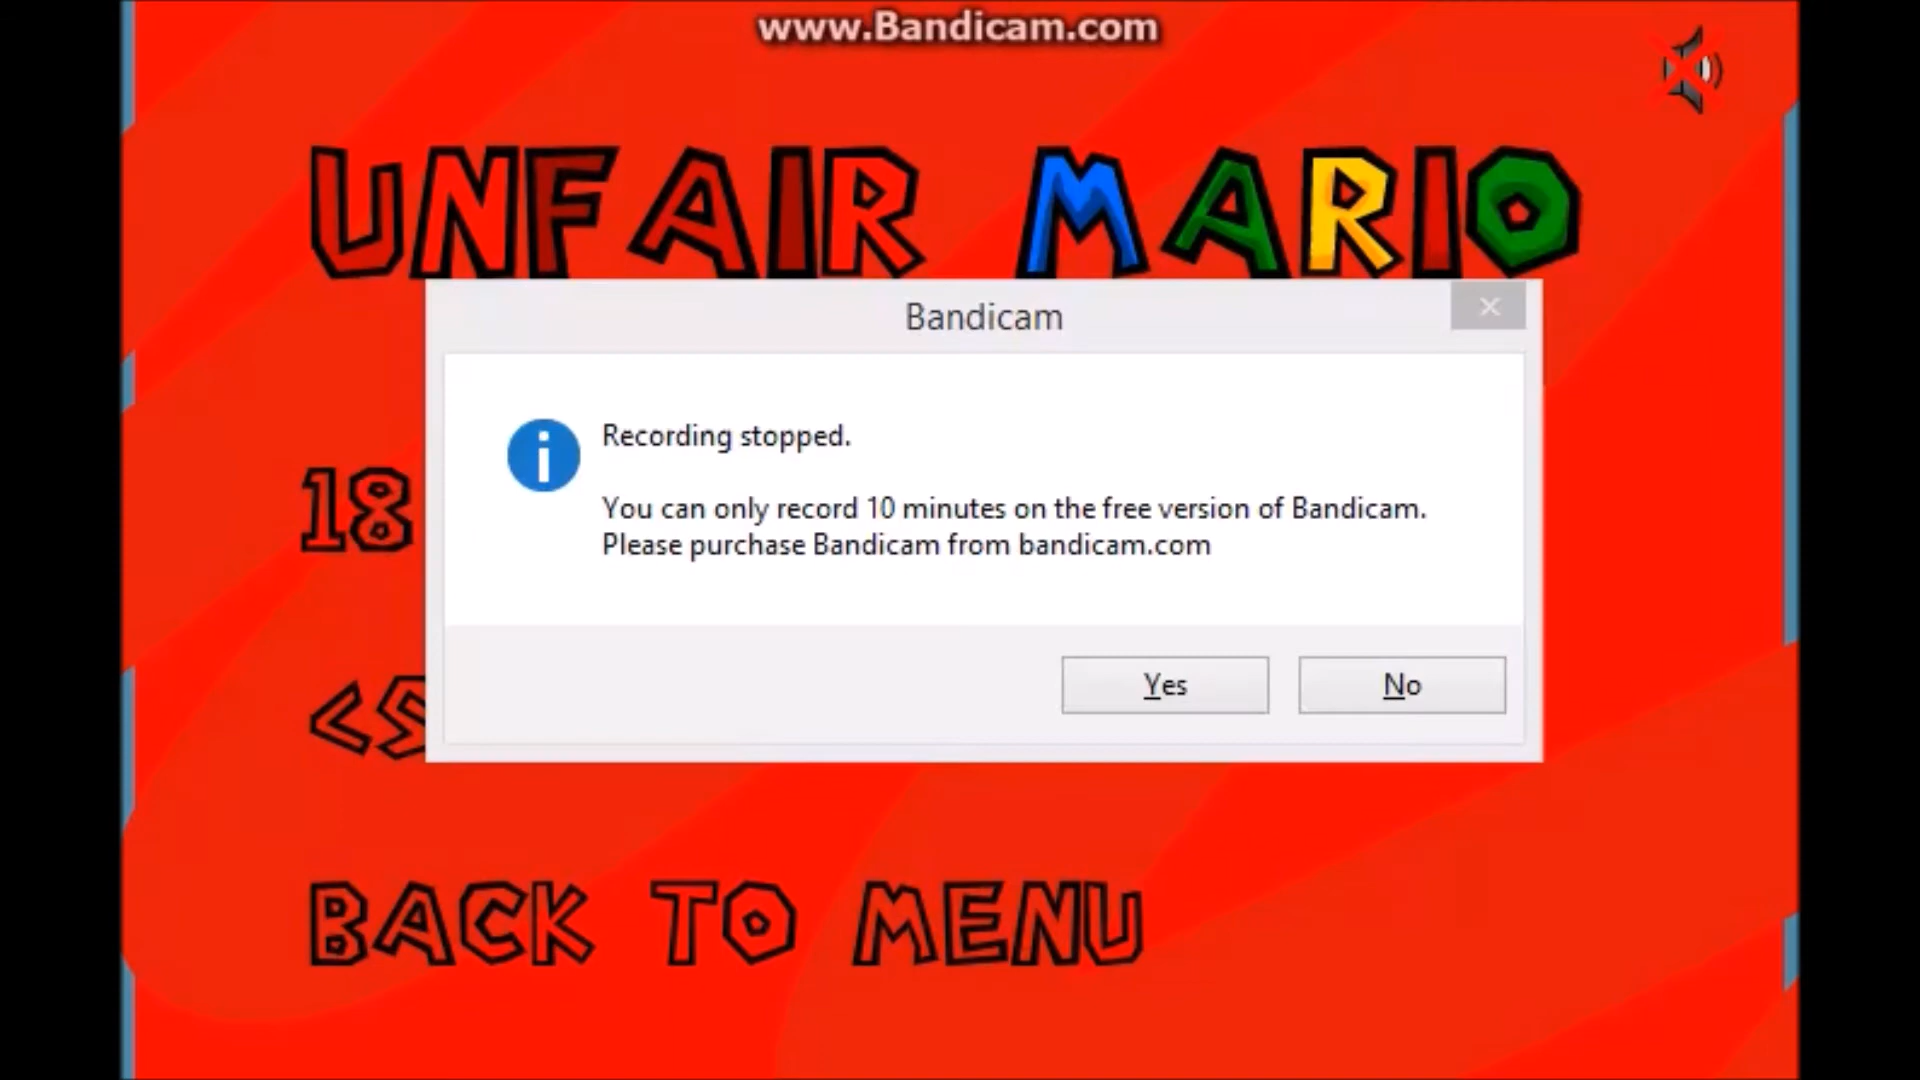 www.Bandicam.com
UNFAIR MARIO
Bandicam
Recording stopped.
You can only record 10 minutes on the free version of Bandicam.
Please purchase Bandicam from bandicam.com
18
Yes
No
BACK TO MENU